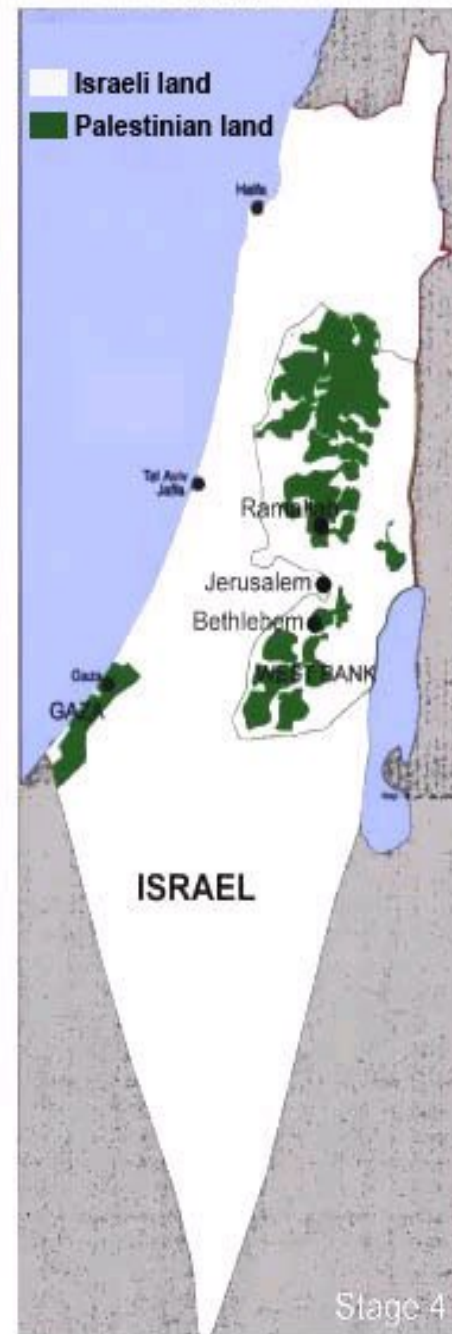 Israeli land
Palestinian land
Haifa
Tel Aviv
Jaffa
Ramallah
Jerusalem
Bethlehem
WEST BANK
Gaza
GAZA
ISRAEL
Stage 4